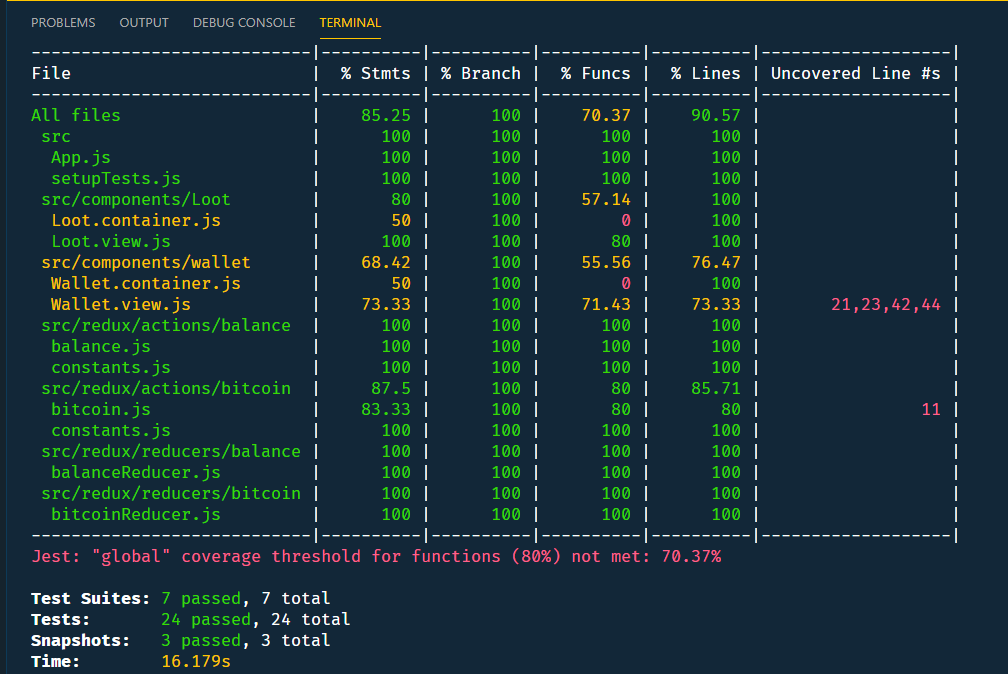 PROBLEMS OUTPUT DEBUG CONSOLE TERMINAL
----------------------------|----------|----------|----------|----------|-------------------|
File                        |  % Stmts | % Branch |  % Funcs |  % Lines | Uncovered Line #s |
----------------------------|----------|----------|----------|----------|-------------------|
All files                   |    85.25 |      100 |    70.37 |    90.57 |                   |
 src                        |      100 |      100 |      100 |      100 |                   |
  App.js                    |      100 |      100 |      100 |      100 |                   |
  setupTests.js             |      100 |      100 |      100 |      100 |                   |
 src/components/Loot        |       80 |      100 |    57.14 |      100 |                   |
  Loot.container.js         |       50 |      100 |        0 |      100 |                   |
  Loot.view.js              |      100 |      100 |       80 |      100 |                   |
 src/components/wallet      |    68.42 |      100 |    55.56 |    76.47 |                   |
  Wallet.container.js       |       50 |      100 |        0 |      100 |                   |
  Wallet.view.js            |    73.33 |      100 |    71.43 |    73.33 |       21,23,42,44 |
 src/redux/actions/balance  |      100 |      100 |      100 |      100 |                   |
  balance.js                |      100 |      100 |      100 |      100 |                   |
  constants.js              |      100 |      100 |      100 |      100 |                   |
 src/redux/actions/bitcoin  |     87.5 |      100 |       80 |    85.71 |                   |
  bitcoin.js                |    83.33 |      100 |       80 |       80 |                11 |
  constants.js              |      100 |      100 |      100 |      100 |                   |
 src/redux/reducers/balance |      100 |      100 |      100 |      100 |                   |
  balanceReducer.js         |      100 |      100 |      100 |      100 |                   |
 src/redux/reducers/bitcoin |      100 |      100 |      100 |      100 |                   |
  bitcoinReducer.js         |      100 |      100 |      100 |      100 |                   |
----------------------------|----------|----------|----------|----------|-------------------|
Jest: "global" coverage threshold for functions (80%) not met: 70.37%
Test Suites: 7 passed, 7 total
Tests:       24 passed, 24 total
Snapshots:   3 passed, 3 total
Time:        16.179s